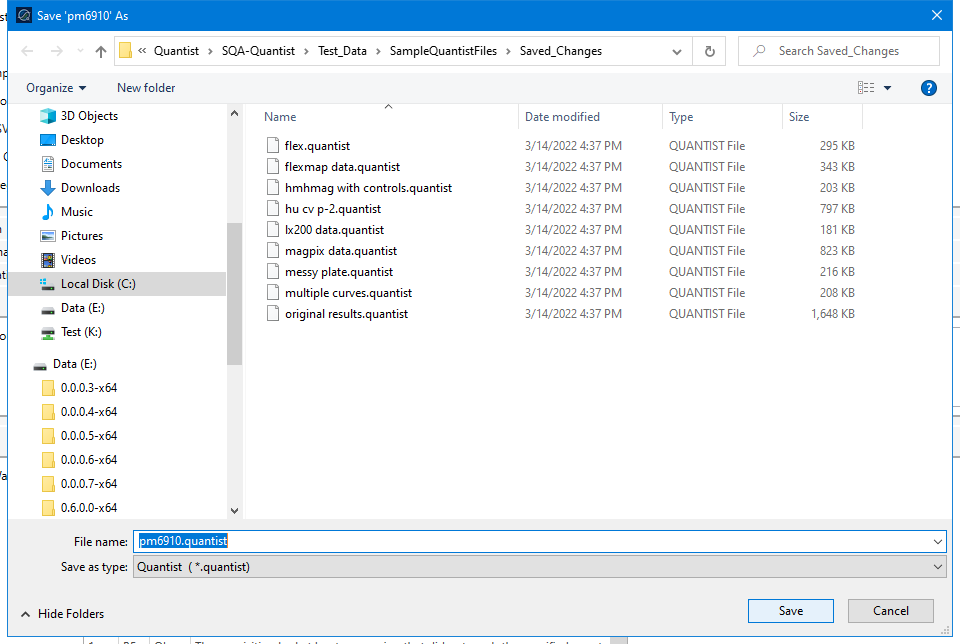 Save 'pm6910' As
« Quantist › SQA-Quantist › Test_Data › SampleQuantistFiles › Saved_Changes
Search Saved_Changes
Organize
New folder
?
3D Objects
Desktop
Documents
Downloads
Music
Pictures
Videos
Local Disk (C:)
Data (E:)
Test (K:)
Data (E:)
0.0.0.3-x64
0.0.0.4-x64
0.0.0.5-x64
0.0.0.6-x64
0.0.0.7-x64
0.6.0.0-x64
Name Date modified Type Size
flex.quantist 3/14/2022 4:37 PM QUANTIST File 295 KB
flexmap data.quantist 3/14/2022 4:37 PM QUANTIST File 343 KB
hmhmag with controls.quantist 3/14/2022 4:37 PM QUANTIST File 203 KB
hu cv p-2.quantist 3/14/2022 4:37 PM QUANTIST File 797 KB
lx200 data.quantist 3/14/2022 4:37 PM QUANTIST File 181 KB
magpix data.quantist 3/14/2022 4:37 PM QUANTIST File 823 KB
messy plate.quantist 3/14/2022 4:37 PM QUANTIST File 216 KB
multiple curves.quantist 3/14/2022 4:37 PM QUANTIST File 208 KB
original results.quantist 3/14/2022 4:37 PM QUANTIST File 1,648 KB
File name: pm6910.quantist
Save as type: Quantist ( *.quantist)
Hide Folders
Save
Cancel